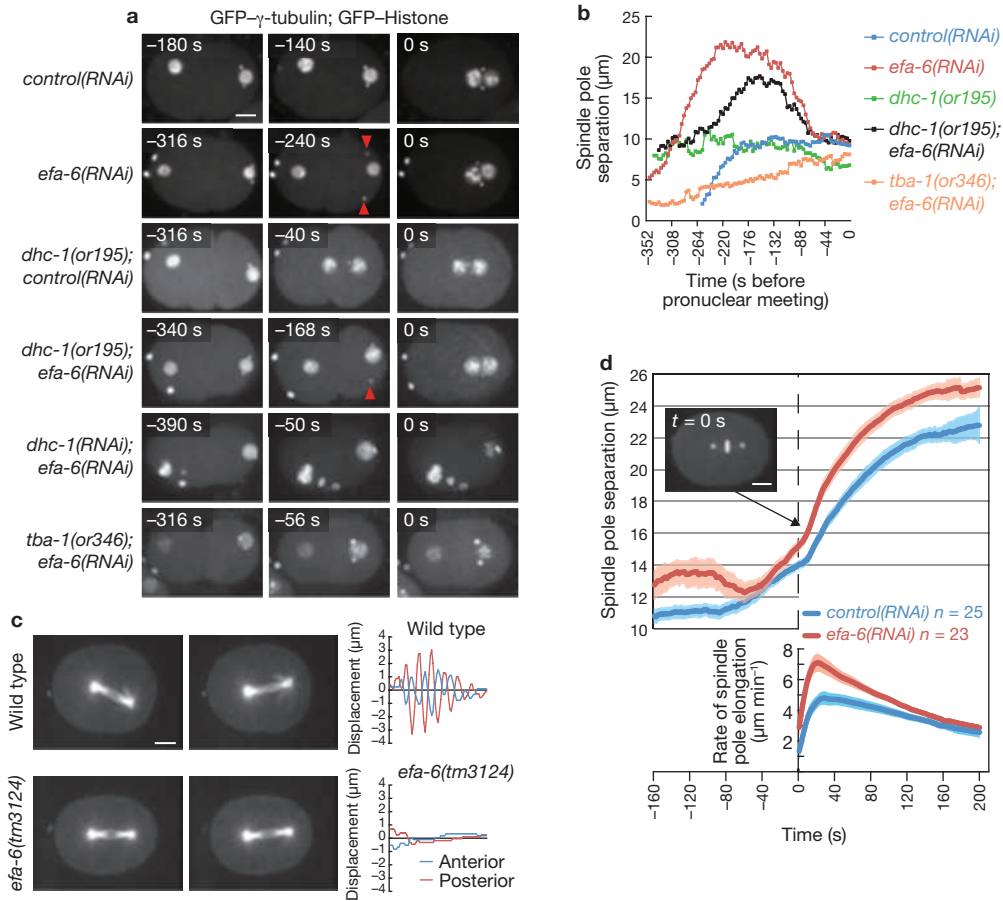 a
GFP–γ-tubulin; GFP–Histone
control(RNAi)
–180 s
–140 s
0 s
efa-6(RNAi)
–316 s
–240 s
0 s
dhc-1(or195);
control(RNAi)
–316 s
–40 s
0 s
dhc-1(or195);
efa-6(RNAi)
–340 s
–168 s
0 s
dhc-1(RNAi);
efa-6(RNAi)
–390 s
–50 s
0 s
tba-1(or346);
efa-6(RNAi)
–316 s
–56 s
0 s
b
Spindle pole
separation (μm)
25
20
15
10
5
0
–352
–308
–264
–220
–176
–132
–88
–44
0
Time (s before
pronuclear meeting)
control(RNAi)
efa-6(RNAi)
dhc-1(or195)
dhc-1(or195);
efa-6(RNAi)
tba-1(or346);
efa-6(RNAi)
c
Wild type
Wild type
Displacement (μm)
4
3
2
1
0
–1
–2
–3
–4
efa-6(tm3124)
efa-6(tm3124)
Displacement (μm)
4
3
2
1
0
–1
–2
–3
–4
Anterior
Posterior
d
Spindle pole separation (μm)
26
24
22
20
18
16
14
12
10
t = 0 s
control(RNAi) n = 25
efa-6(RNAi) n = 23
Rate of spindle
pole elongation
(μm min⁻¹)
8
6
4
2
–160
–120
–80
–40
0
40
80
120
160
200
Time (s)